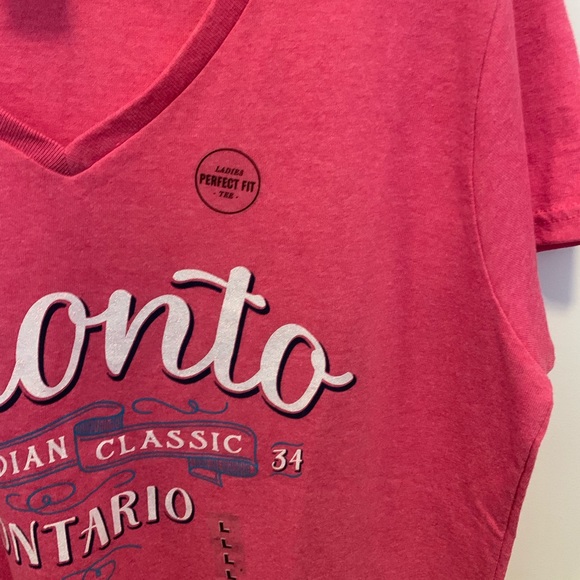 LADIES
PERFECT FIT
- TEE -
onto
DIAN CLASSIC 34
ONTARIO
L
L
L
L